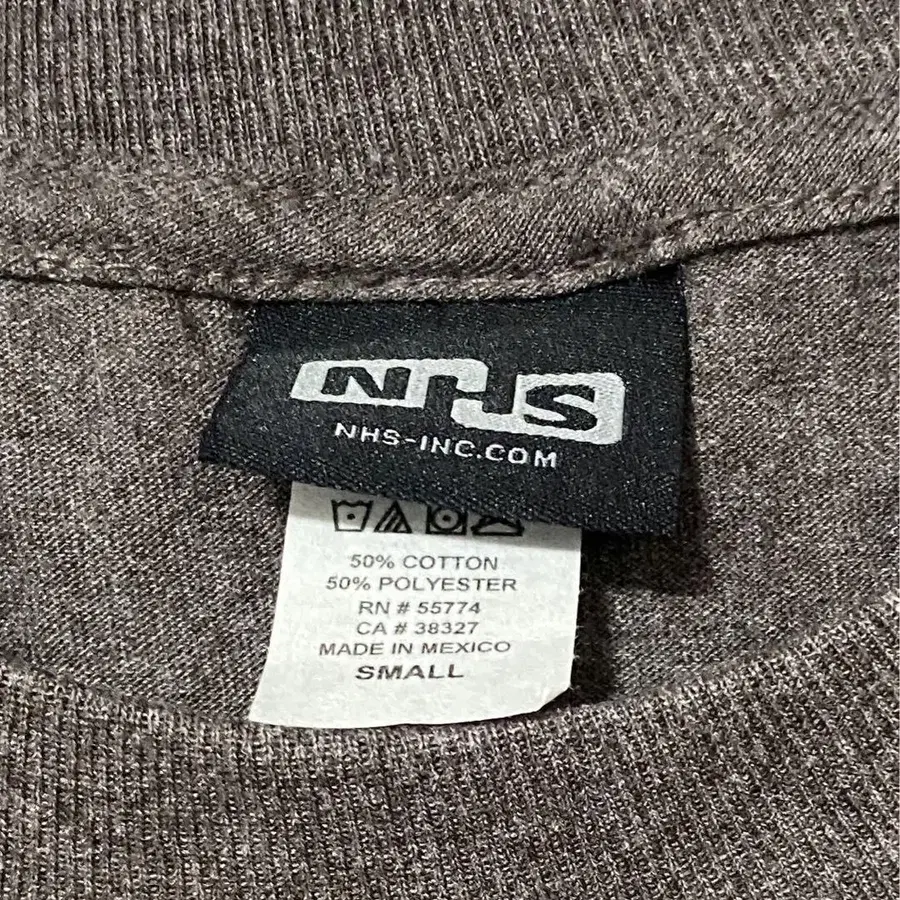 NHS
NHS-INC.COM
50% COTTON
50% POLYESTER
RN # 55774
CA # 38327
MADE IN MEXICO
SMALL